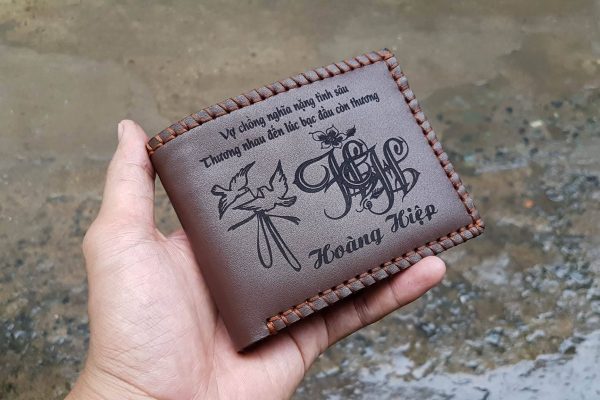 Vợ chồng nghĩa nặng tình sâu
Thương nhau đến lúc bạc đầu còn thương
H&H
Hoàng Hiệp